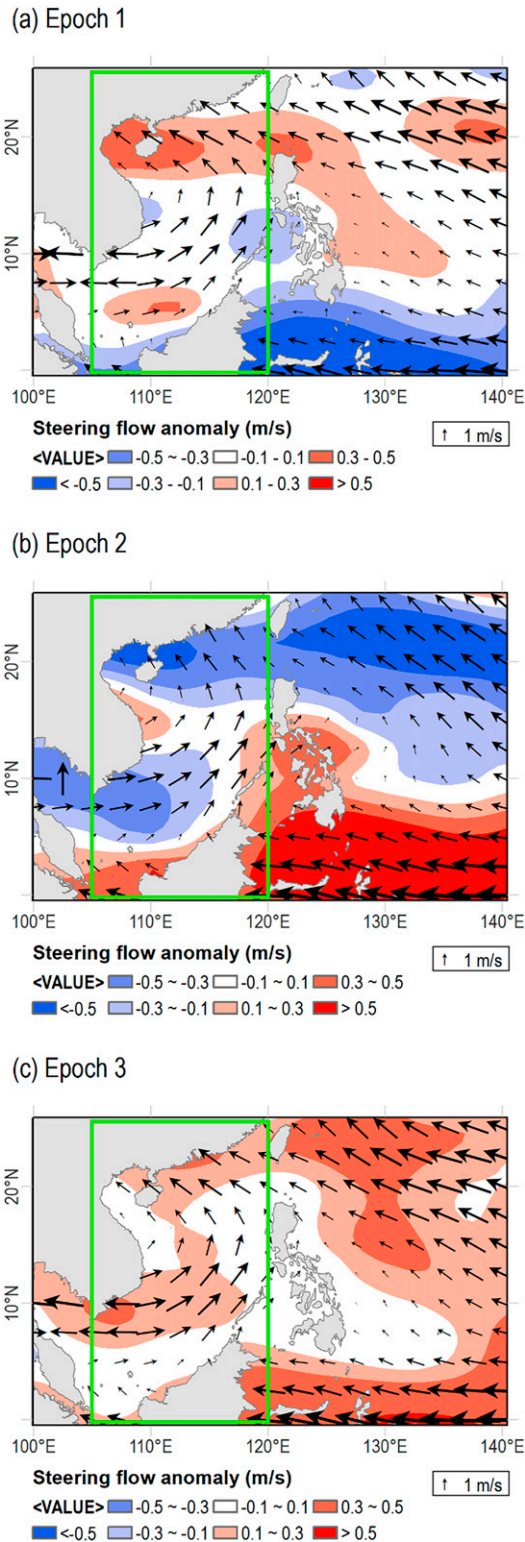 (a) Epoch 1
20°N
10°N
100°E 110°E 120°E 130°E 140°E
Steering flow anomaly (m/s)
↑ 1 m/s
<VALUE> -0.5 ~ -0.3 -0.1 - 0.1 0.3 - 0.5
< -0.5 -0.3 - -0.1 0.1 - 0.3 > 0.5
(b) Epoch 2
20°N
10°N
100°E 110°E 120°E 130°E 140°E
Steering flow anomaly (m/s)
↑ 1 m/s
<VALUE> -0.5 ~ -0.3 -0.1 ~ 0.1 0.3 ~ 0.5
<-0.5 -0.3 ~ -0.1 0.1 ~ 0.3 > 0.5
(c) Epoch 3
20°N
10°N
100°E 110°E 120°E 130°E 140°E
Steering flow anomaly (m/s)
↑ 1 m/s
<VALUE> -0.5 ~ -0.3 -0.1 ~ 0.1 0.3 ~ 0.5
<-0.5 -0.3 ~ -0.1 0.1 ~ 0.3 > 0.5